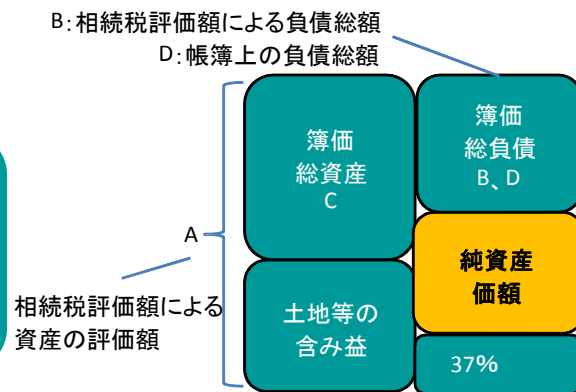 B:相続税評価額による負債総額
D:帳簿上の負債総額
簿価
総資産
C
簿価
総負債
B、D
A
純資産
価額
相続税評価額による
資産の評価額
土地等の
含み益
37%